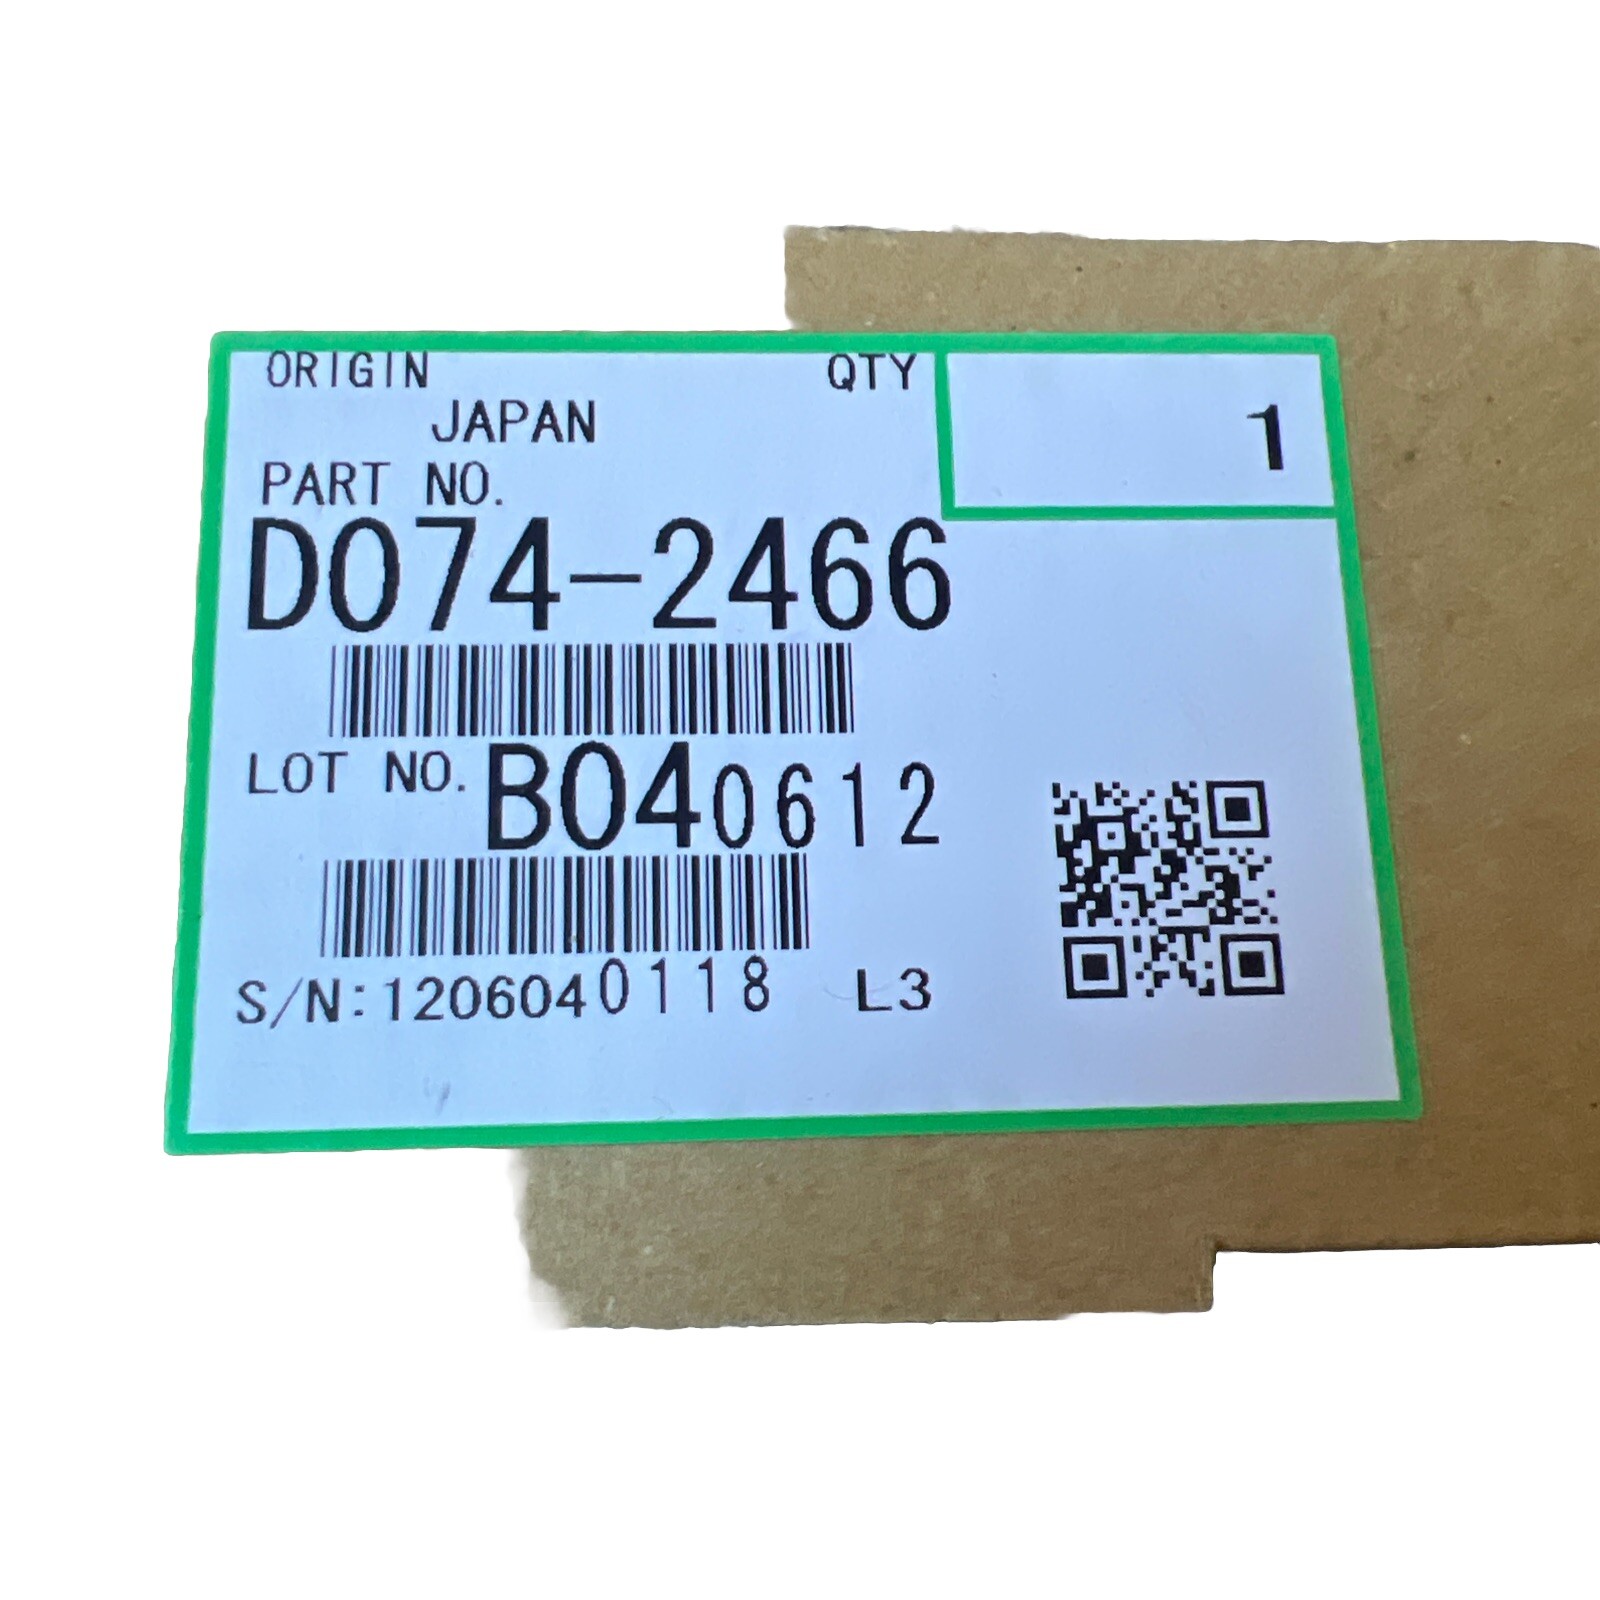 ORIGIN QTY
JAPAN 1
PART NO.
D074-2466
LOT NO. B040612
S/N:1206040118 L3